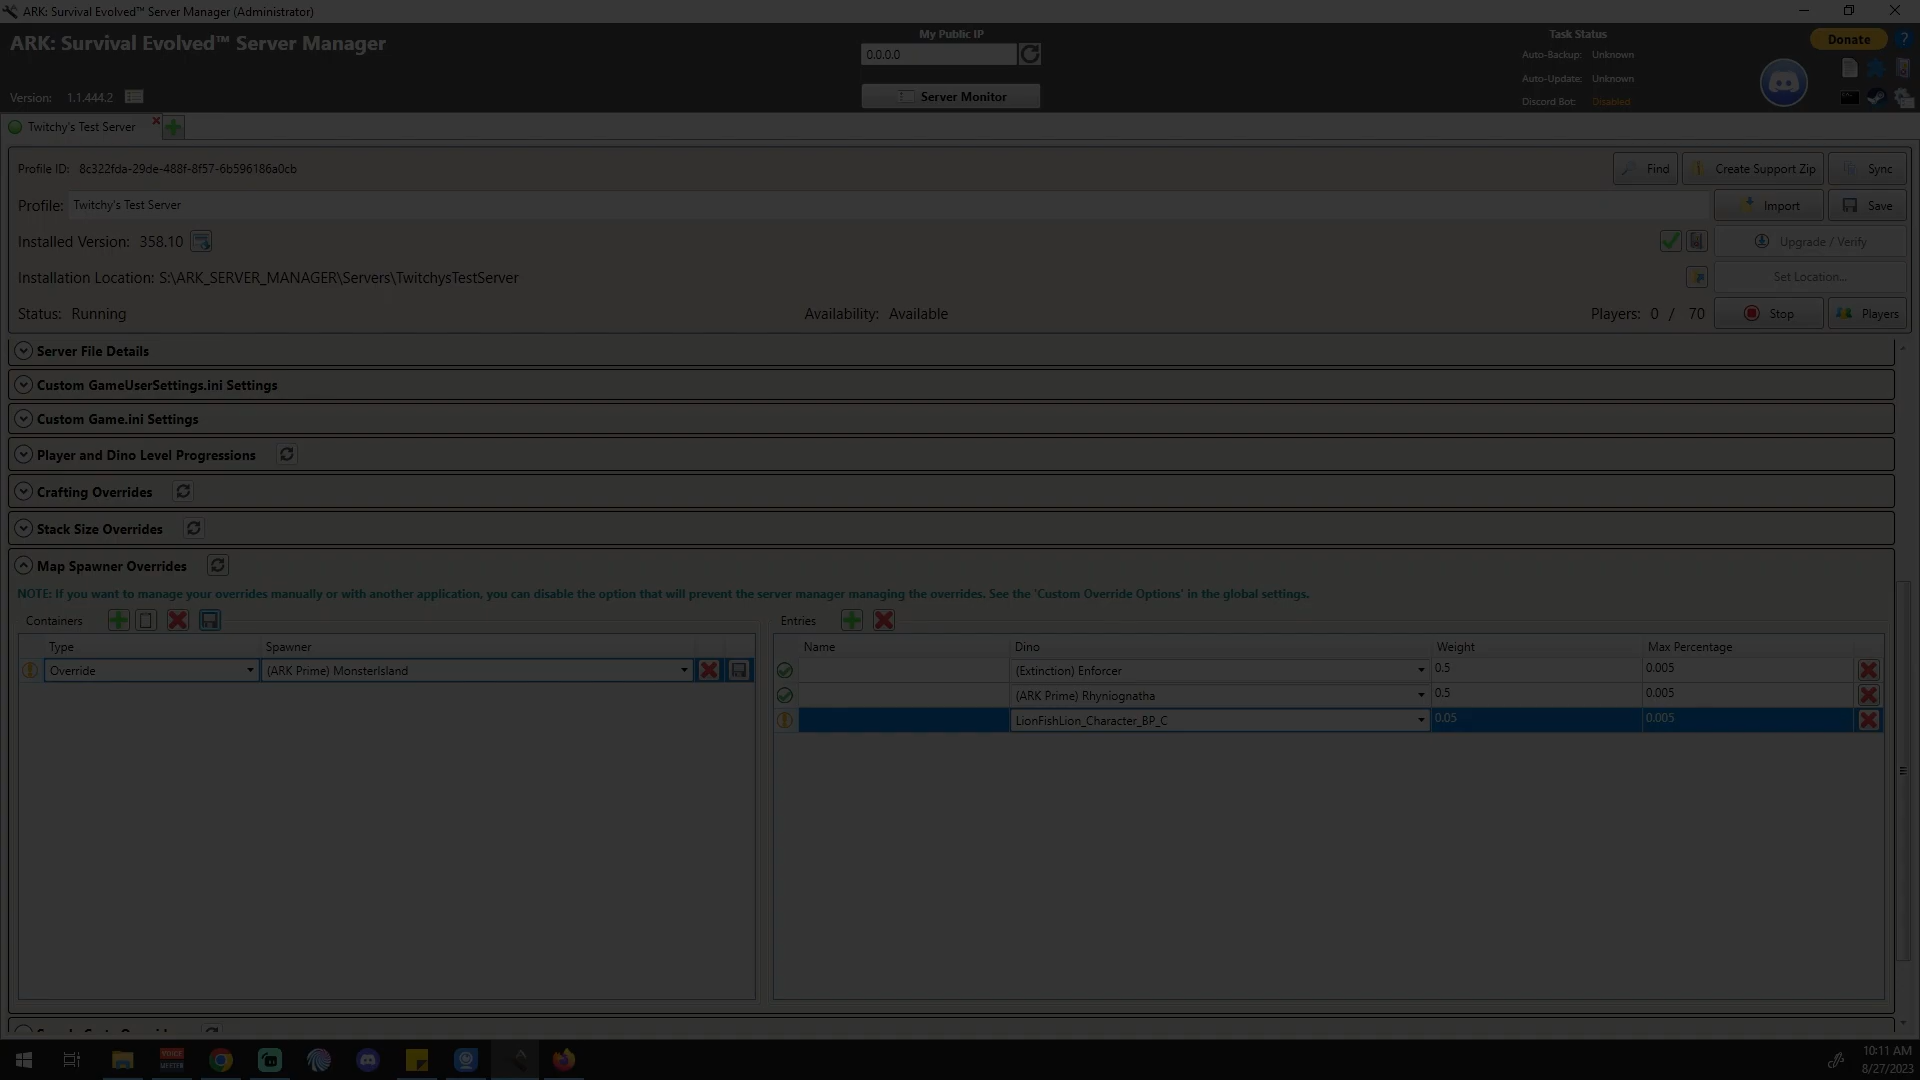 ARK: Survival Evolved™ Server Manager (Administrator)
ARK: Survival Evolved™ Server Manager
My Public IP
0.0.0.0
Server Monitor
Task Status
Auto-Backup: Unknown
Auto-Update: Unknown
Discord Bot: Disabled
Donate
?
Version: 1.1.444.2
Twitchy's Test Server
Profile ID: 8c322fda-29de-488f-8f57-6b596186a0cb
Find
Create Support Zip
Sync
Profile: Twitchy's Test Server
Import
Save
Installed Version: 358.10
Upgrade / Verify
Installation Location: S:\ARK_SERVER_MANAGER\Servers\TwitchysTestServer
Set Location...
Status: Running
Availability: Available
Players: 0 / 70
Stop
Players
Server File Details
Custom GameUserSettings.ini Settings
Custom Game.ini Settings
Player and Dino Level Progressions
Crafting Overrides
Stack Size Overrides
Map Spawner Overrides
NOTE: If you want to manage your overrides manually or with another application, you can disable the option that will prevent the server manager managing the overrides. See the 'Custom Override Options' in the global settings.
Containers
Type Spawner
Override (ARK Prime) MonsterIsland
Entries
Name Dino Weight Max Percentage
(Extinction) Enforcer 0.5 0.005
(ARK Prime) Rhyniognatha 0.5 0.005
LionFishLion_Character_BP_C 0.05 0.005
10:11 AM
8/27/2023